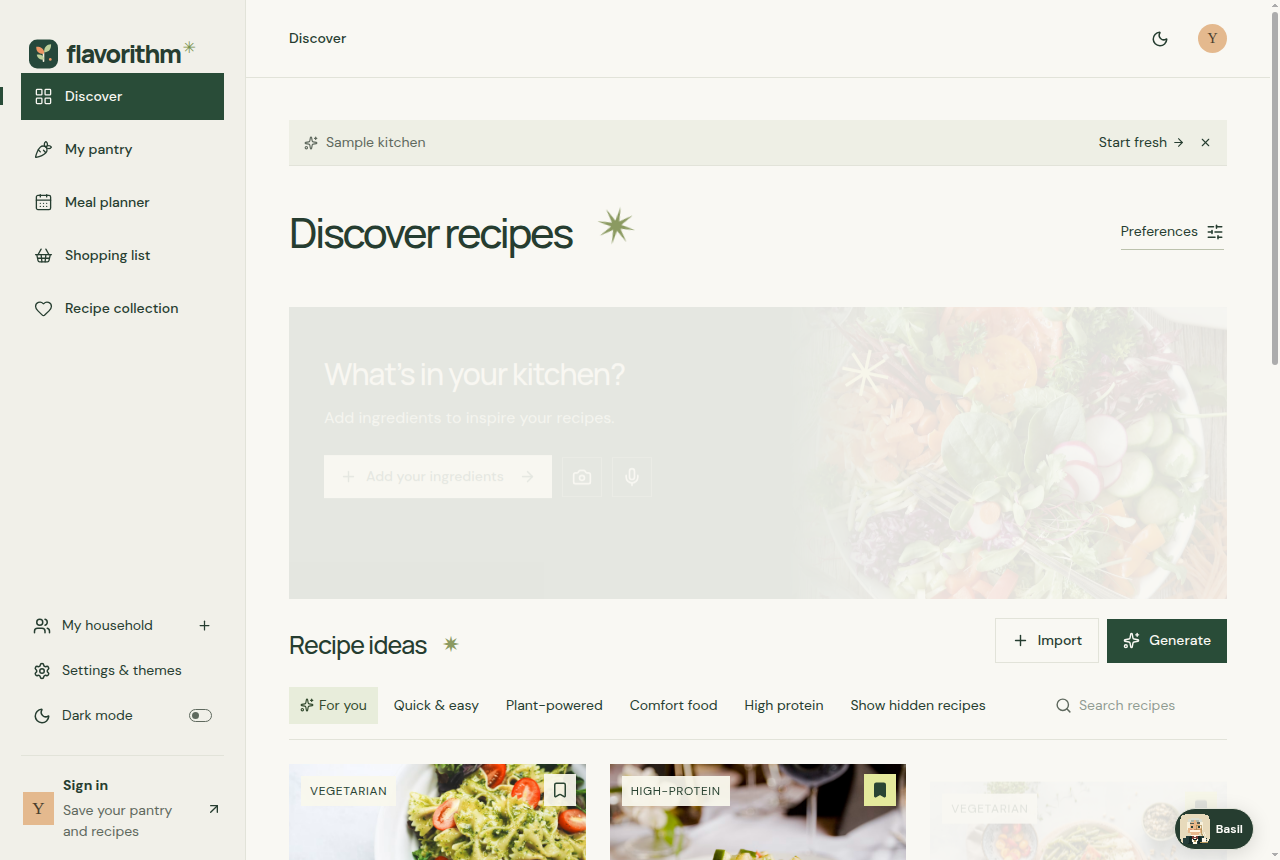 flavorithm
Discover
My pantry
Meal planner
Shopping list
Recipe collection
My household
Settings & themes
Dark mode
Y
Sign in
Save your pantry
and recipes
Discover
Y
Sample kitchen
Start fresh
Discover recipes
Preferences
What's in your kitchen?
Add ingredients to inspire your recipes.
Add your ingredients
Recipe ideas
Import
Generate
For you
Quick & easy
Plant-powered
Comfort food
High protein
Show hidden recipes
Search recipes
VEGETARIAN
HIGH-PROTEIN
VEGETARIAN
Basil